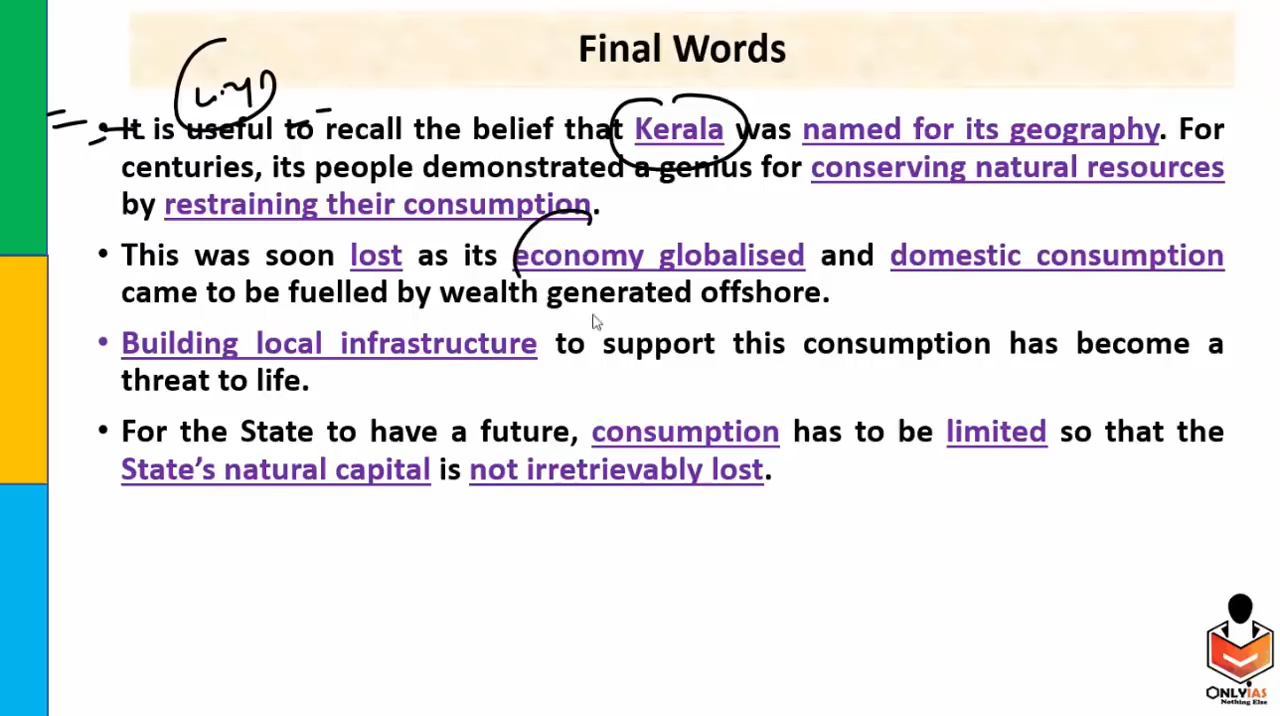 Final Words
• It is useful to recall the belief that Kerala was named for its geography. For
centuries, its people demonstrated a genius for conserving natural resources
by restraining their consumption.
• This was soon lost as its economy globalised and domestic consumption
came to be fuelled by wealth generated offshore.
• Building local infrastructure to support this consumption has become a
threat to life.
• For the State to have a future, consumption has to be limited so that the
State’s natural capital is not irretrievably lost.
ONLYIAS
Nothing Else